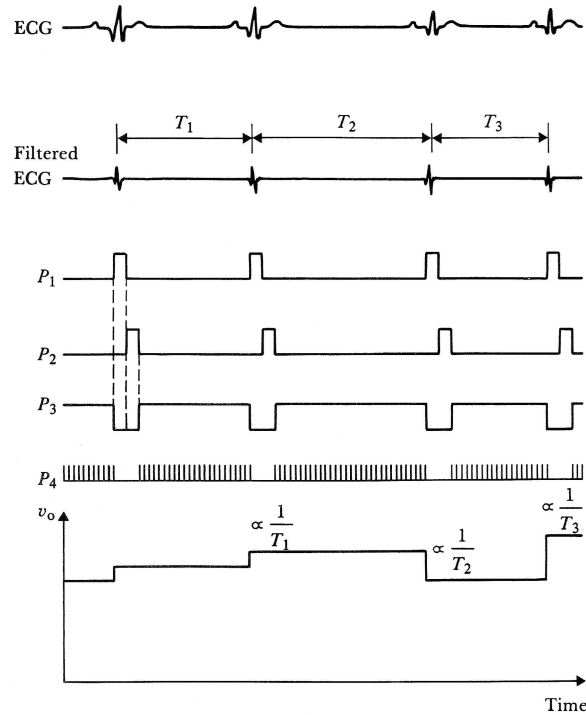 ECG
T₁ T₂ T₃
Filtered
ECG
P₁
P₂
P₃
P₄
vₒ
∝ 1/T₁
∝ 1/T₂
∝ 1/T₃
Time